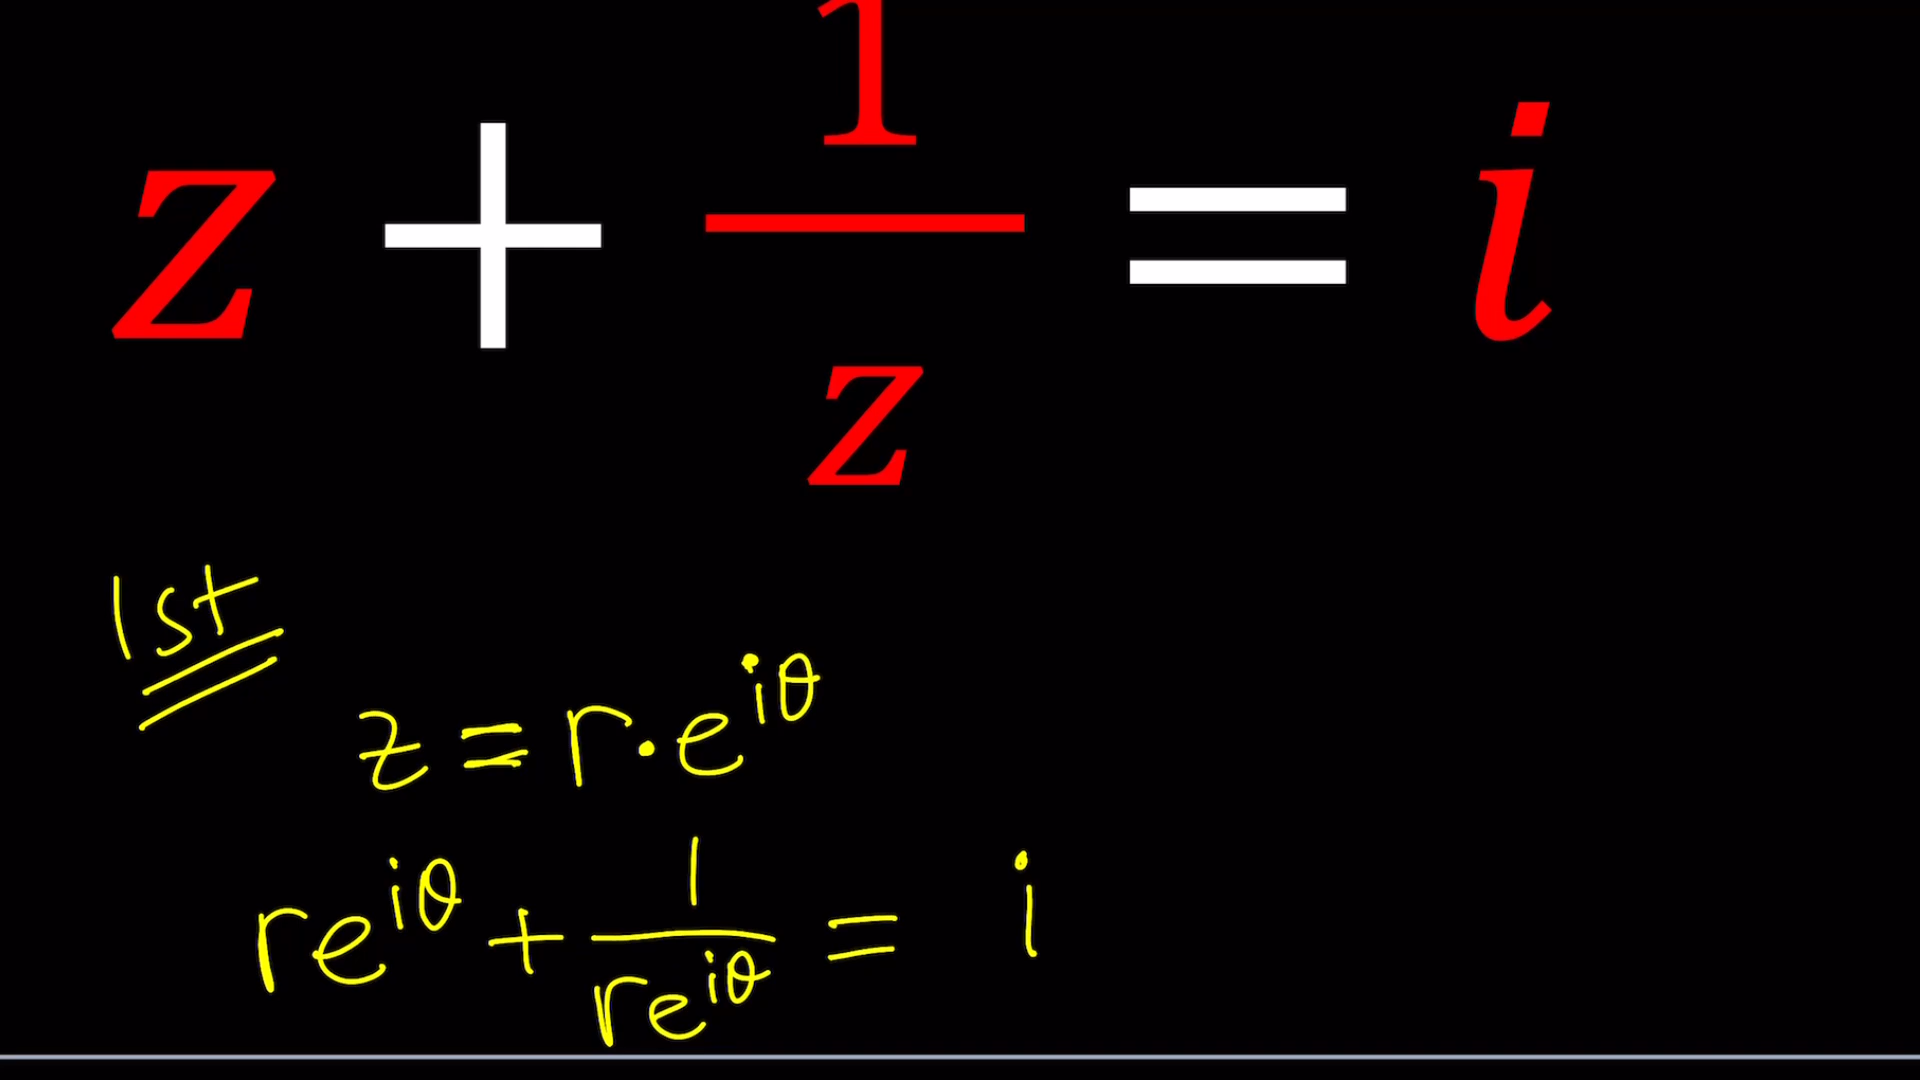 z + 1/z = i
1st
z = r · e^{iθ}
re^{iθ} + 1/re^{iθ} = i